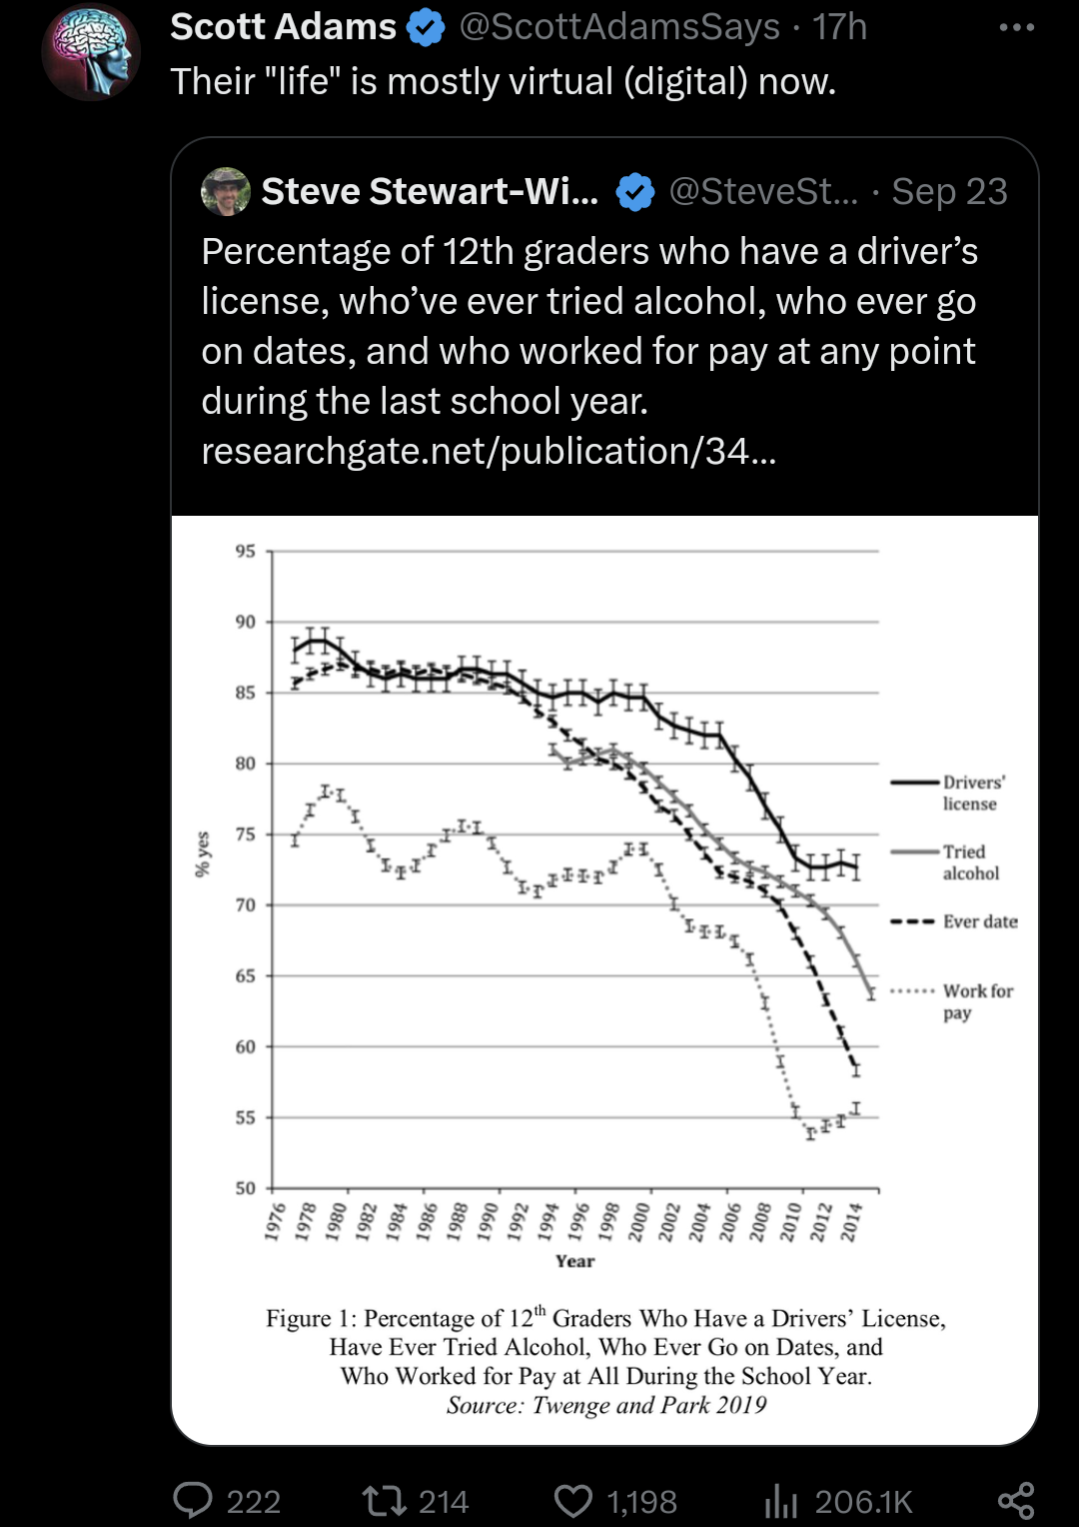 Scott Adams @ScottAdamsSays · 17h
Their "life" is mostly virtual (digital) now.
Steve Stewart-Wi... @SteveSt... · Sep 23
Percentage of 12th graders who have a driver’s
license, who’ve ever tried alcohol, who ever go
on dates, and who worked for pay at any point
during the last school year.
researchgate.net/publication/34...
95
90
85
80
75
70
65
60
55
50
% yes
Drivers'
license
Tried
alcohol
Ever date
Work for
pay
1976 1978 1980 1982 1984 1986 1988 1990 1992 1994 1996 1998 2000 2002 2004 2006 2008 2010 2012 2014
Year
Figure 1: Percentage of 12th Graders Who Have a Drivers’ License,
Have Ever Tried Alcohol, Who Ever Go on Dates, and
Who Worked for Pay at All During the School Year.
Source: Twenge and Park 2019
222 214 1,198 206.1K